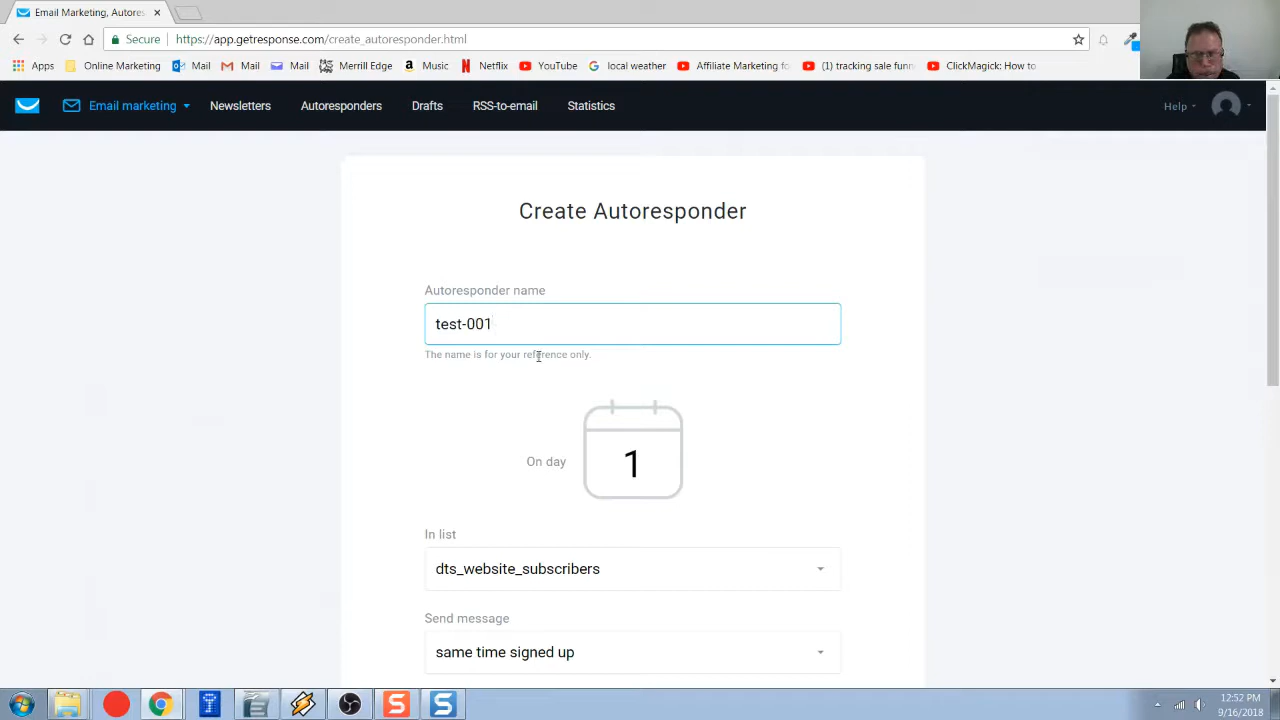 Email Marketing, Autores
Secure
https://app.getresponse.com/create_autoresponder.html
Apps
Online Marketing
Mail
Mail
Mail
Merrill Edge
Music
Netflix
YouTube
local weather
Affiliate Marketing fo
(1) tracking sale funn
ClickMagick: How to
Email marketing
Newsletters
Autoresponders
Drafts
RSS-to-email
Statistics
Help
Create Autoresponder
Autoresponder name
test-001
The name is for your reference only.
On day
1
In list
dts_website_subscribers
Send message
same time signed up
12:52 PM
9/16/2018